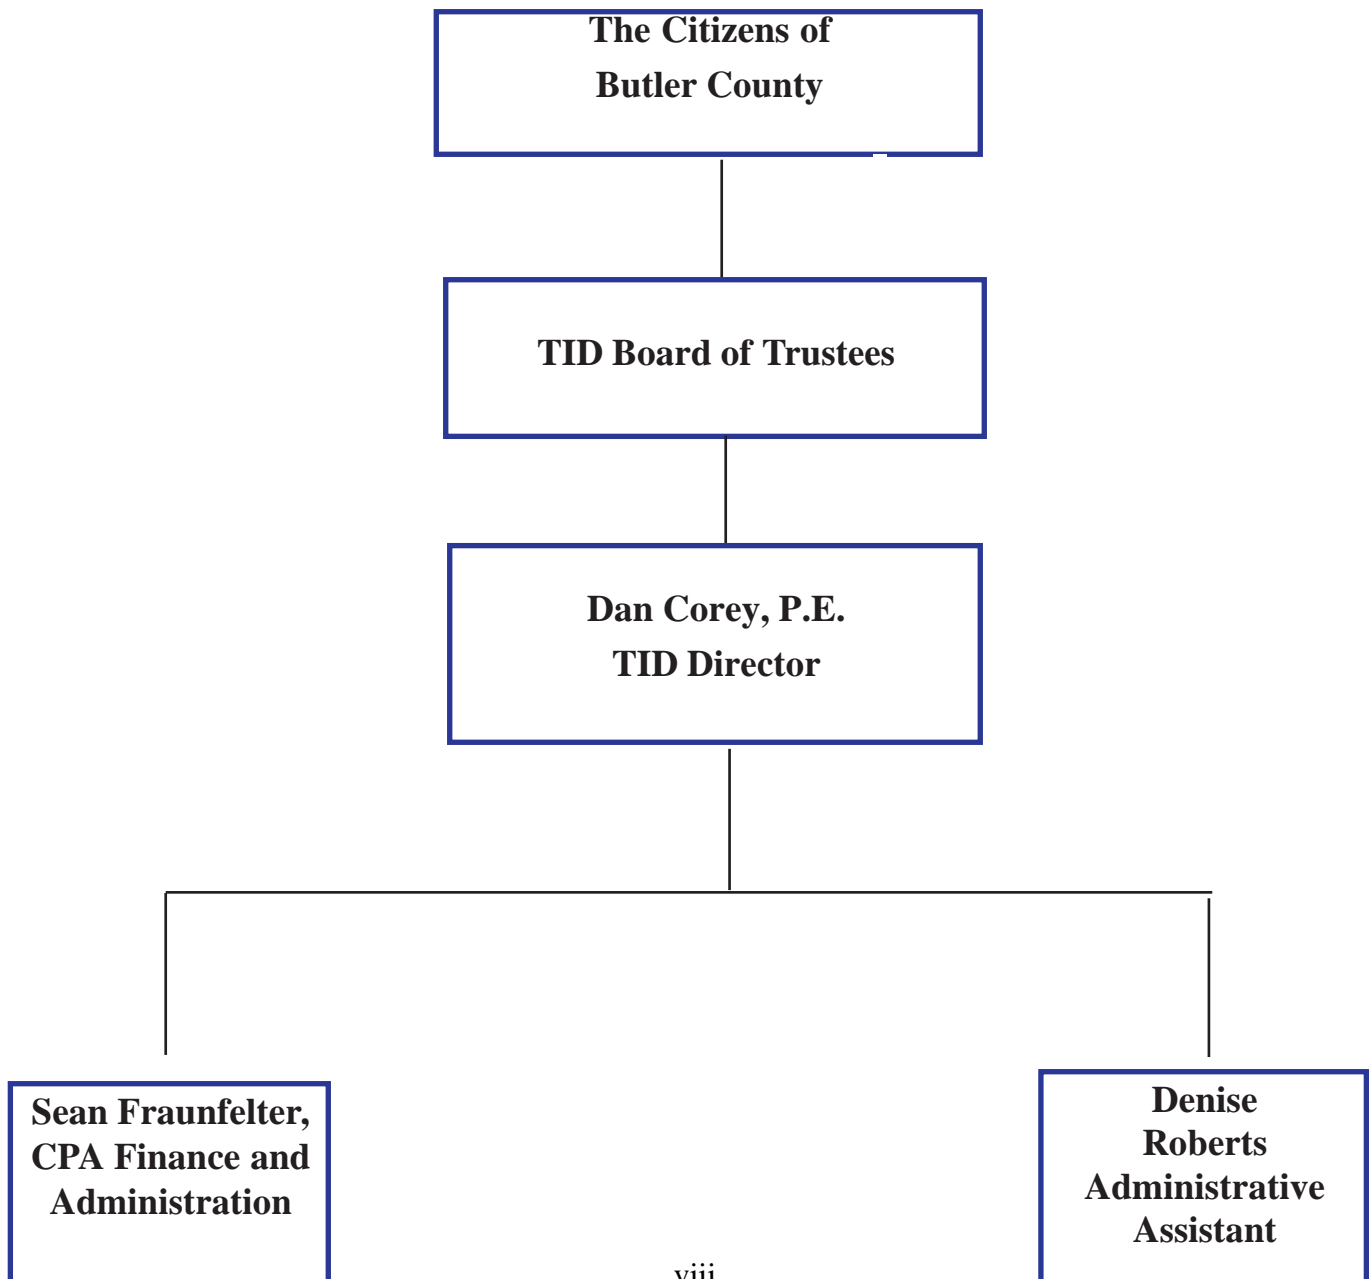 The Citizens of
Butler County
TID Board of Trustees
Dan Corey, P.E.
TID Director
Sean Fraunfelter,
CPA Finance and
Administration
Denise
Roberts
Administrative
Assistant
viii